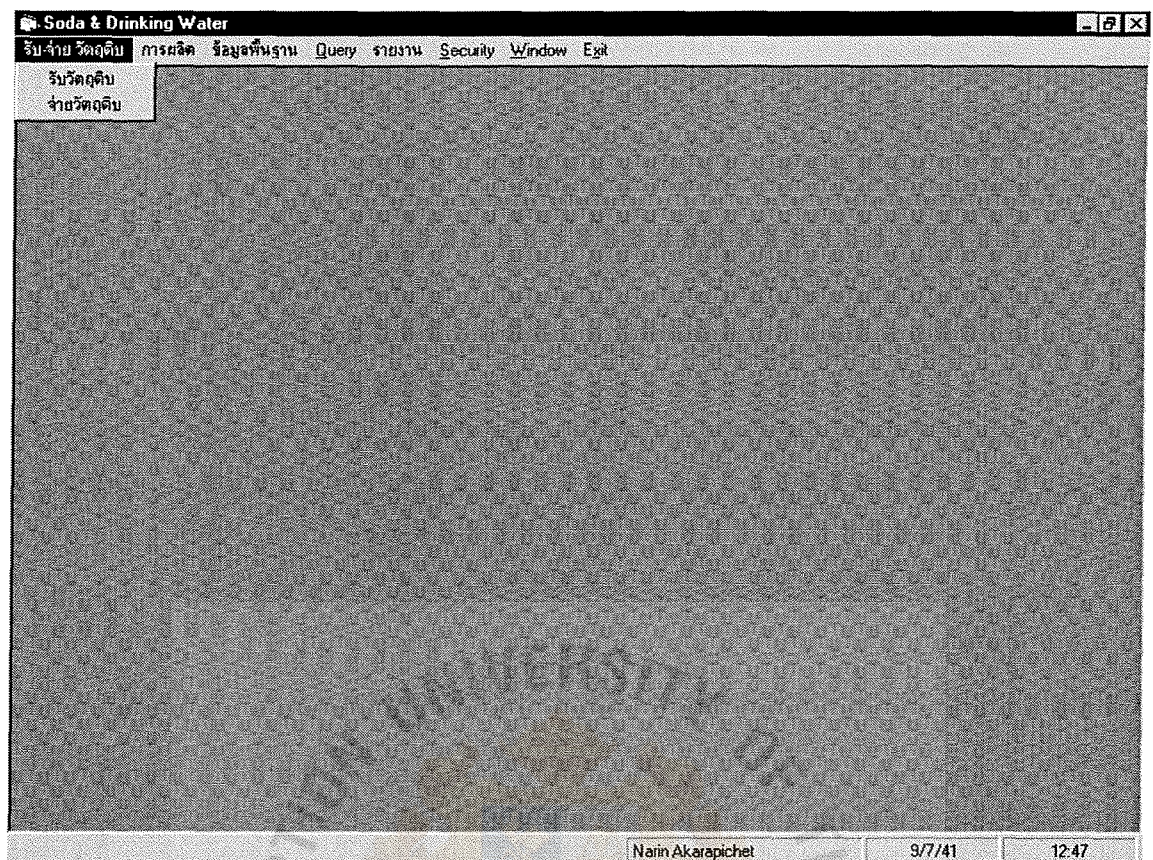 Soda & Drinking Water
รับ-จ่าย วัตถุดิบ การผลิต ข้อมูลพื้นฐาน Query รายงาน Security Window Exit
รับวัตถุดิบ
จ่ายวัตถุดิบ
UNIVERSITY OF
Narin Akarapichet 9/7/41 12:47